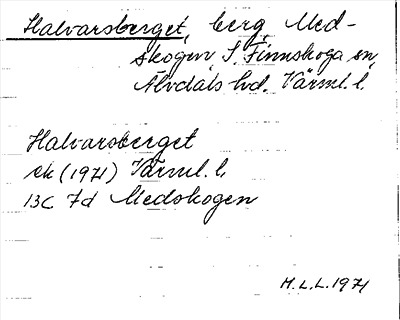 Halvarsberget, berg, Med-
skogen, S. Finnskoga sn,
Älvdals hd. Värml. l.
Halvarsberget
ek (1971) Värml. l.
13C 7d Medskogen
H.L.L. 1971